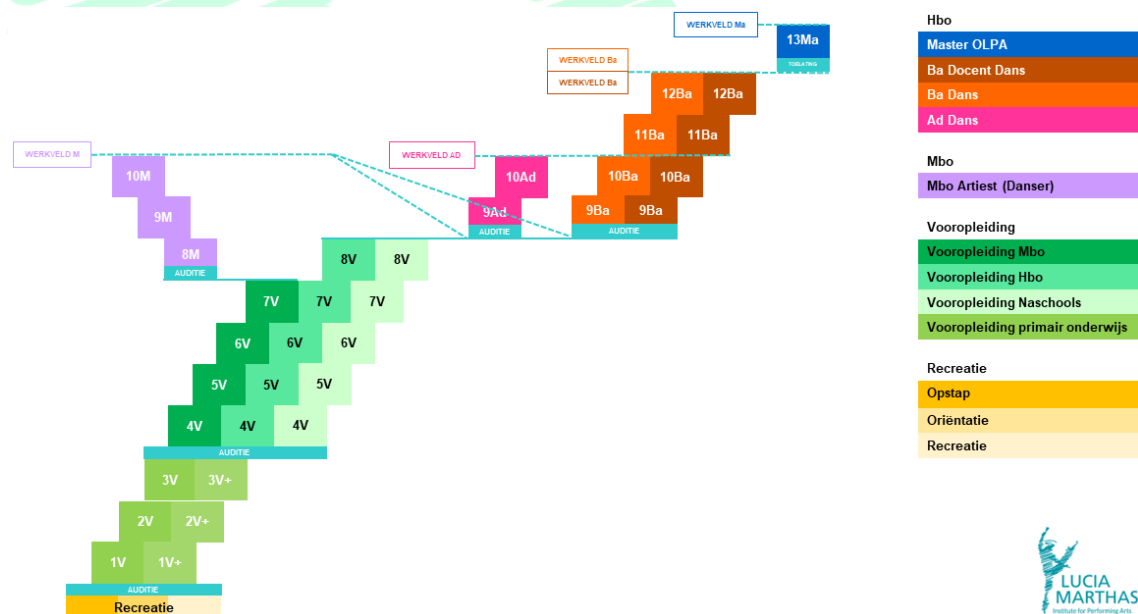 WERKVELD Ma
13Ma
TOELATING
WERKVELD Ba
WERKVELD Ba
12Ba 12Ba
11Ba 11Ba
WERKVELD M
WERKVELD AD
10M
10Ad
10Ba 10Ba
9M
9Ad
9Ba 9Ba
AUDITIE
AUDITIE
8M
AUDITIE
8V 8V
7V 7V 7V
6V 6V 6V
5V 5V 5V
4V 4V 4V
AUDITIE
3V 3V+
2V 2V+
1V 1V+
AUDITIE
Recreatie
Hbo
Master OLPA
Ba Docent Dans
Ba Dans
Ad Dans
Mbo
Mbo Artiest (Danser)
Vooropleiding
Vooropleiding Mbo
Vooropleiding Hbo
Vooropleiding Naschools
Vooropleiding primair onderwijs
Recreatie
Opstap
Oriëntatie
Recreatie
LUCIA
MARTHAS
Institute for Performing Arts